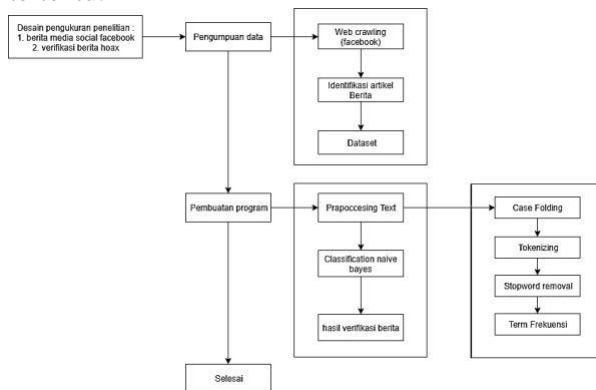 Desain pengukuran penelitian :
1. berita media social facebook
2. verifikasi berita hoax
Pengumpuan data
Web crawling
(facebook)
Identifikasi artikel
Berita
Dataset
Pembuatan program
Prapoccesing Text
Classification naive
bayes
hasil verifikasi berita
Case Folding
Tokenizing
Stopword removal
Term Frekuensi
Selesai